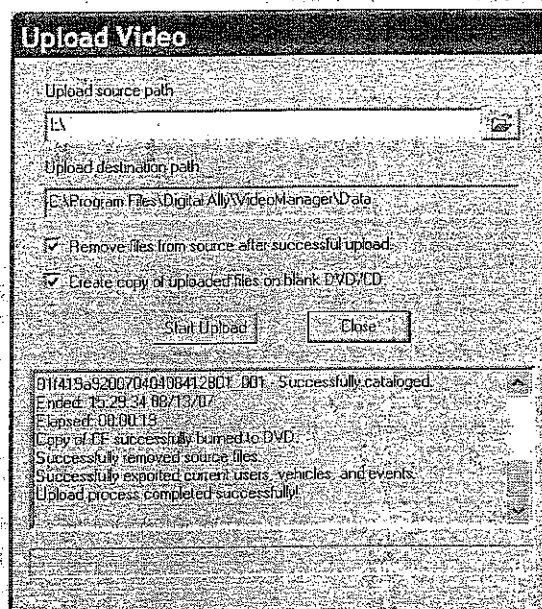 Upload Video
Upload source path
I:\
Upload destination path
C:\Program Files\Digital Ally\VideoManager\Data
Remove files from source after successful upload.
Create copy of uploaded files on blank DVD/CD
Start Upload
Close
Successfully cataloged.
Ended: 15:29:34 08/13/07
Elapsed: 00:00:15
Copy of CF successfully burned to DVD.
Successfully removed source files.
Successfully exported current users, vehicles, and events.
Upload process completed successfully!